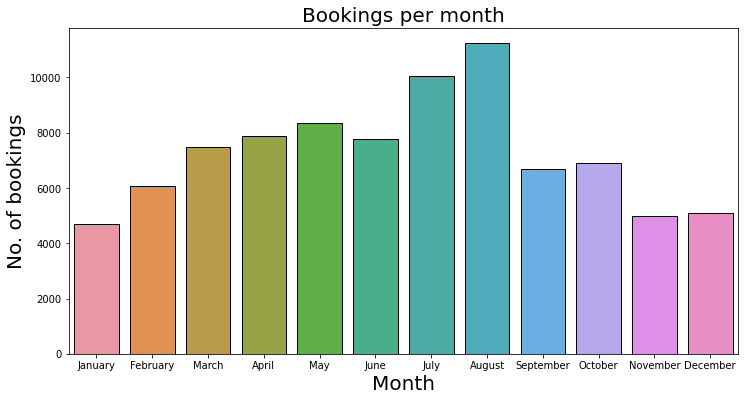 Bookings per month
No. of bookings
10000
8000
6000
4000
2000
0
January February March April May June July August September October November December
Month